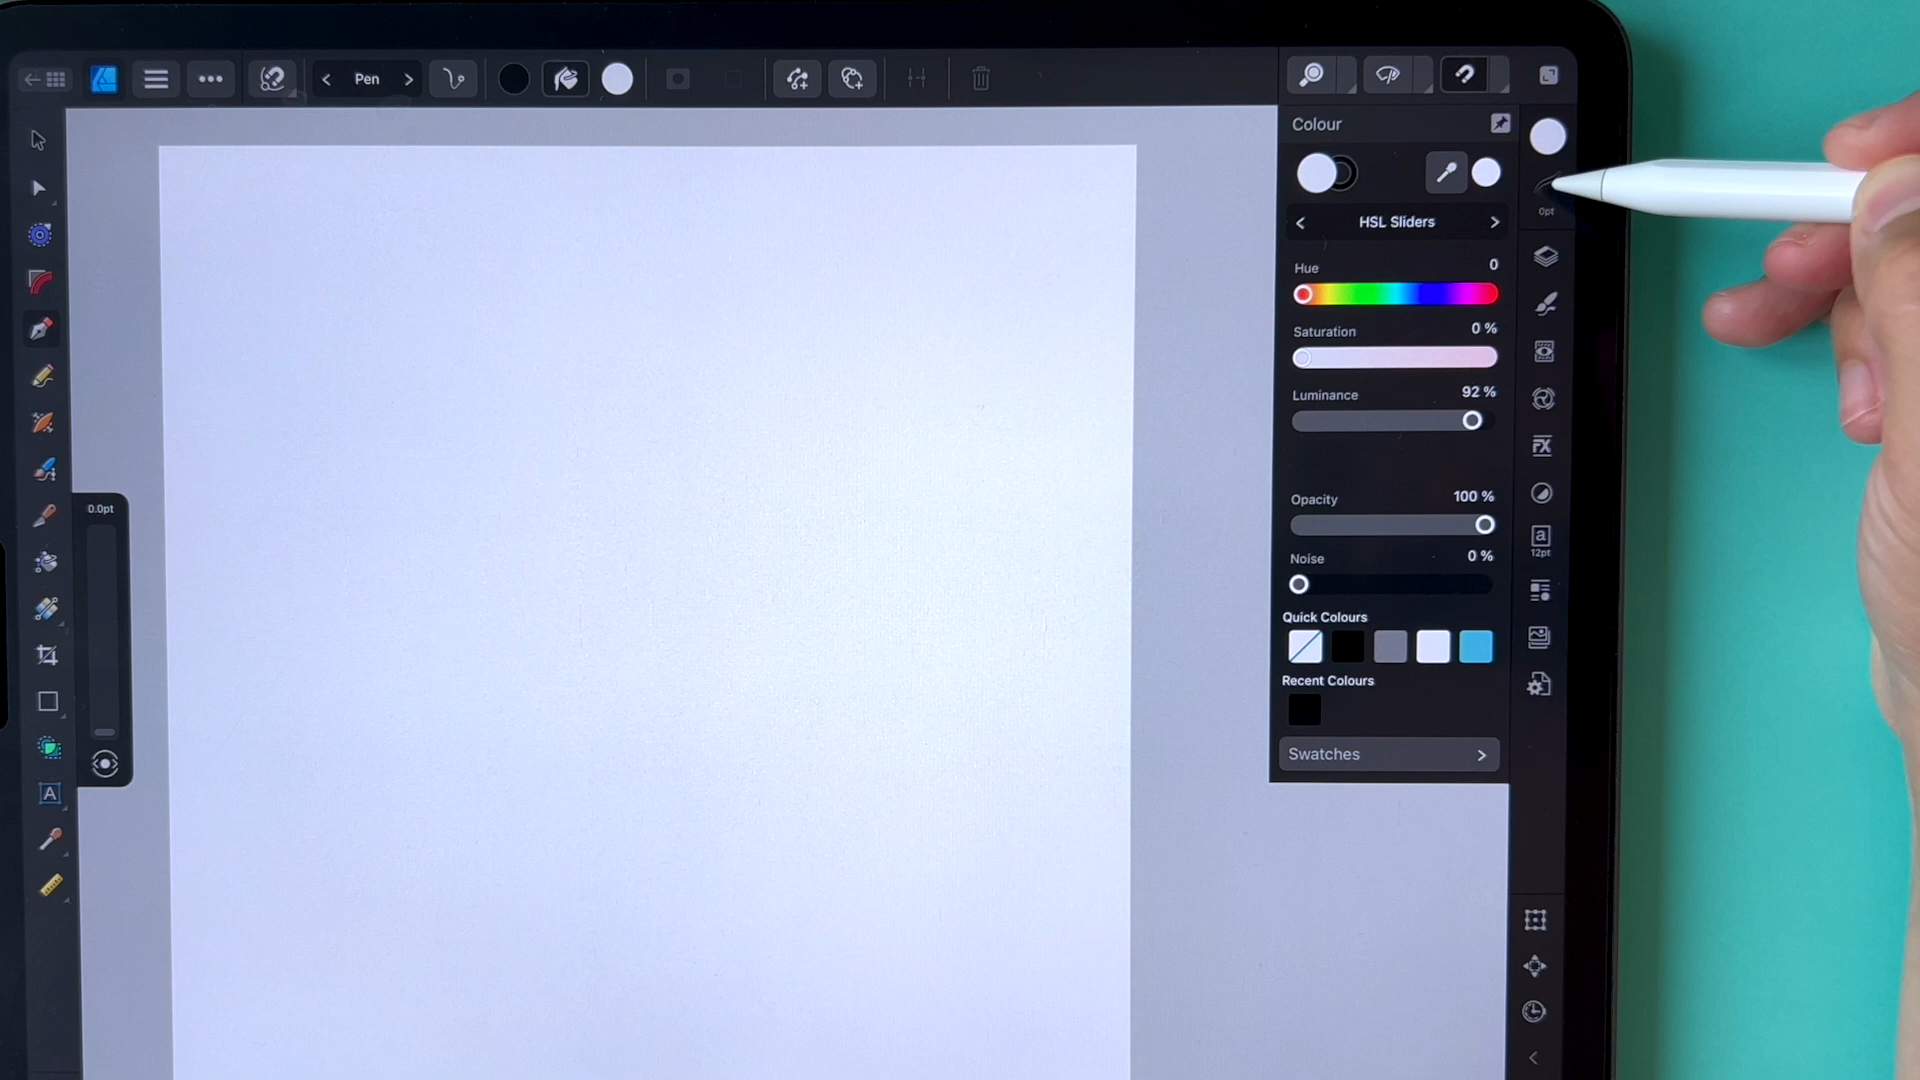 Pen
Colour
0pt
HSL Sliders
Hue 0
Saturation 0 %
Luminance 92 %
0.0pt
Opacity 100 %
a
12pt
Noise 0 %
Quick Colours
Recent Colours
Swatches
FX
A